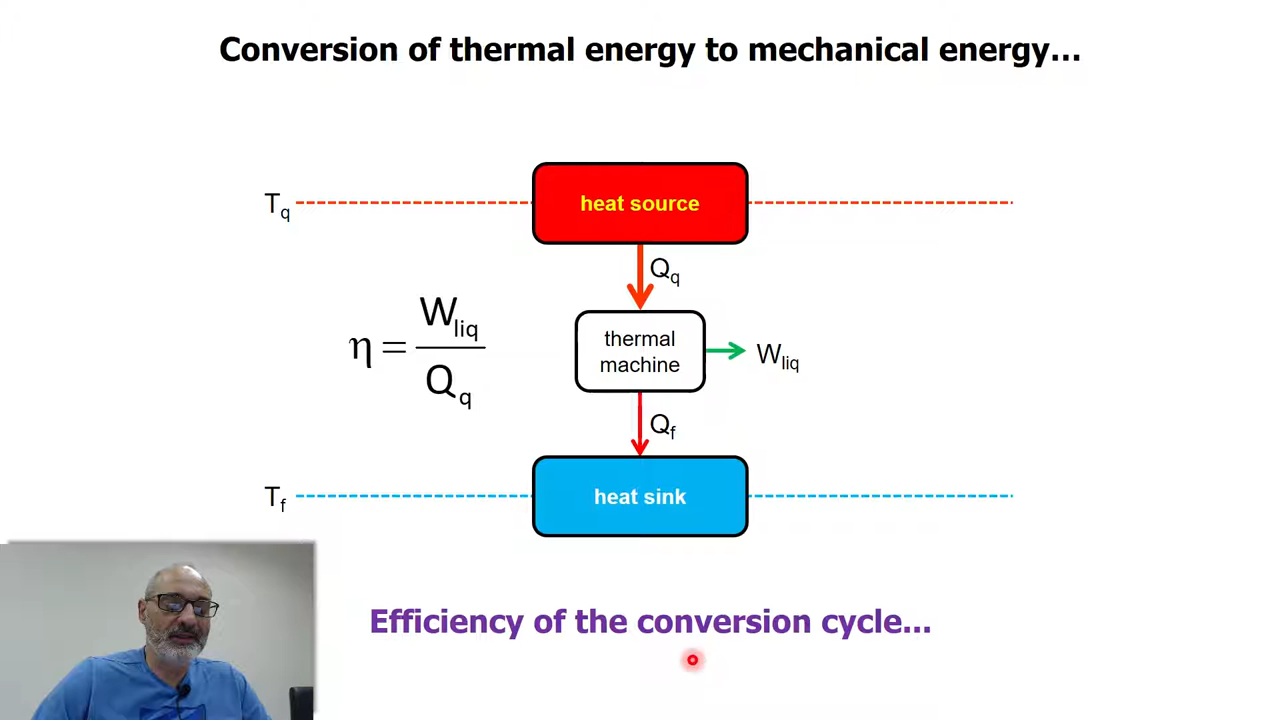 Conversion of thermal energy to mechanical energy...
T_q
heat source
Q_q
η = W_liq / Q_q
thermal
machine
W_liq
Q_f
T_f
heat sink
Efficiency of the conversion cycle...